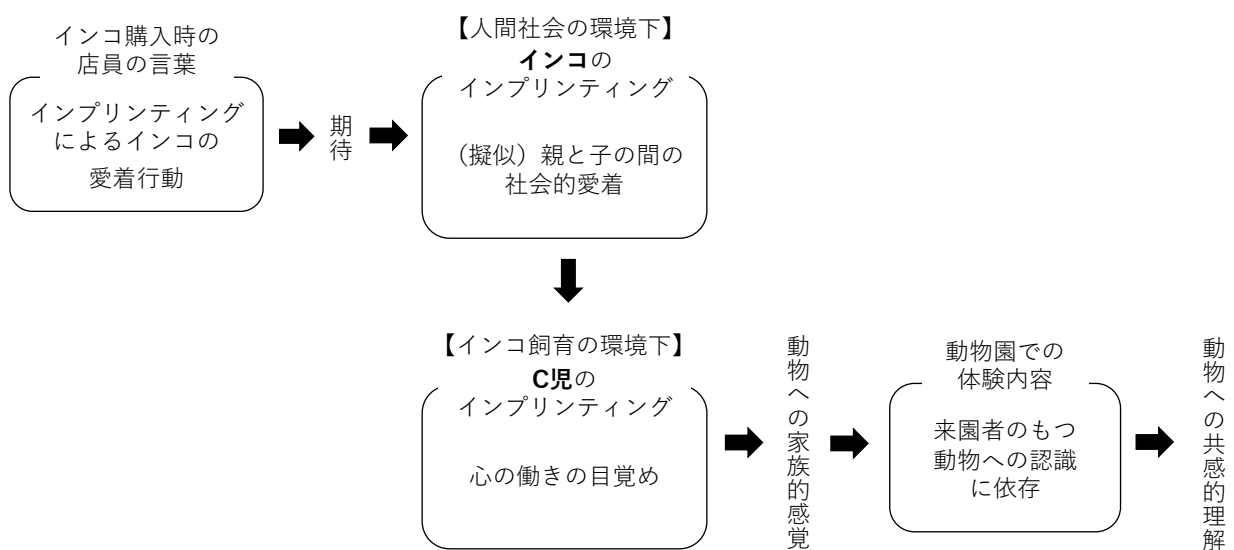 インコ購入時の
店員の言葉
インプリンティング
によるインコの
愛着行動
期待
【人間社会の環境下】
インコの
インプリンティング
（擬似）親と子の間の
社会的愛着
【インコ飼育の環境下】
C児の
インプリンティング
心の働きの目覚め
動物への家族的感覚
動物園での
体験内容
来園者のもつ
動物への認識
に依存
動物への共感的理解